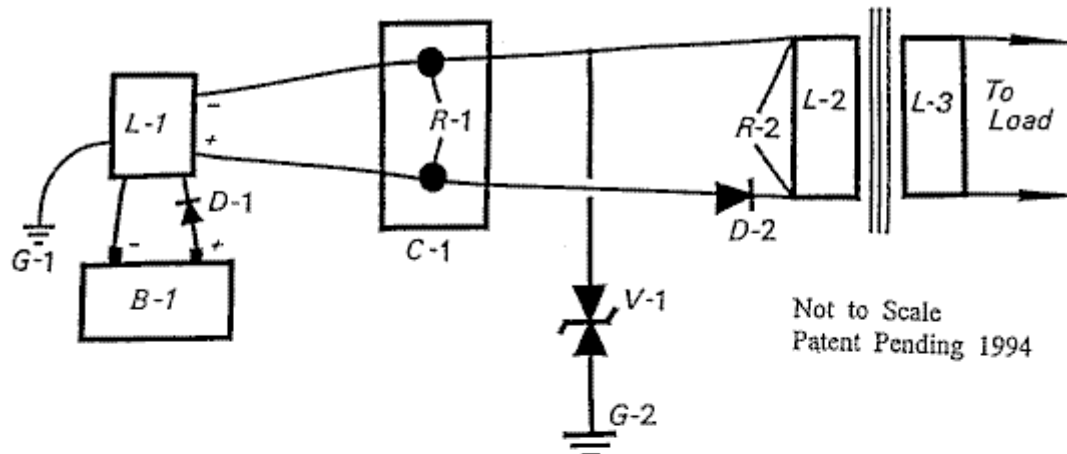 L-1
-
+
G-1
D-1
-
+
B-1
R-1
C-1
R-2
L-2
D-2
L-3
To
Load
V-1
G-2
Not to Scale
Patent Pending 1994